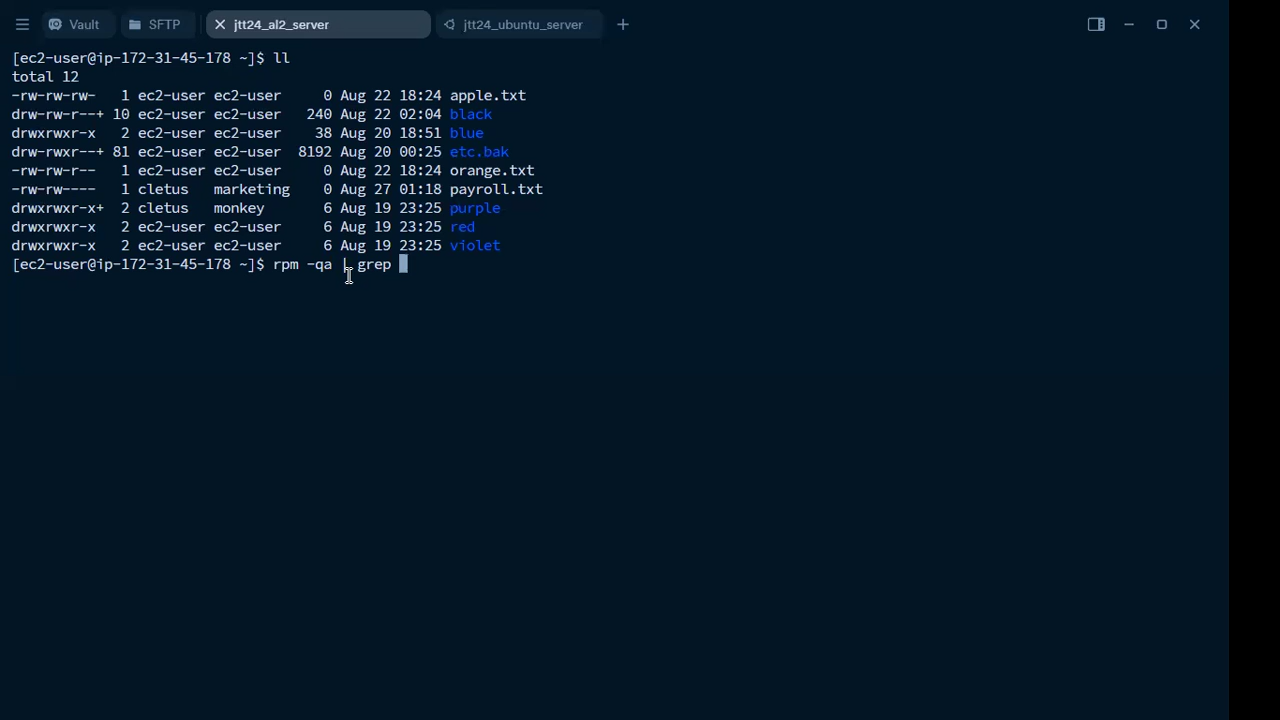 Vault SFTP jtt24_al2_server jtt24_ubuntu_server
[ec2-user@ip-172-31-45-178 ~]$ ll
total 12
-rw-rw-rw-  1 ec2-user ec2-user    0 Aug 22 18:24 apple.txt
drw-rw-r--+ 10 ec2-user ec2-user  240 Aug 22 02:04 black
drwxrwxr-x  2 ec2-user ec2-user   38 Aug 20 18:51 blue
drw-rwxr--+ 81 ec2-user ec2-user 8192 Aug 20 00:25 etc.bak
-rw-rw-r--  1 ec2-user ec2-user    0 Aug 22 18:24 orange.txt
-rw-rw----  1 cletus   marketing    0 Aug 27 01:18 payroll.txt
drwxrwxr-x+ 2 cletus   monkey      6 Aug 19 23:25 purple
drwxrwxr-x  2 ec2-user ec2-user    6 Aug 19 23:25 red
drwxrwxr-x  2 ec2-user ec2-user    6 Aug 19 23:25 violet
[ec2-user@ip-172-31-45-178 ~]$ rpm -qa | grep